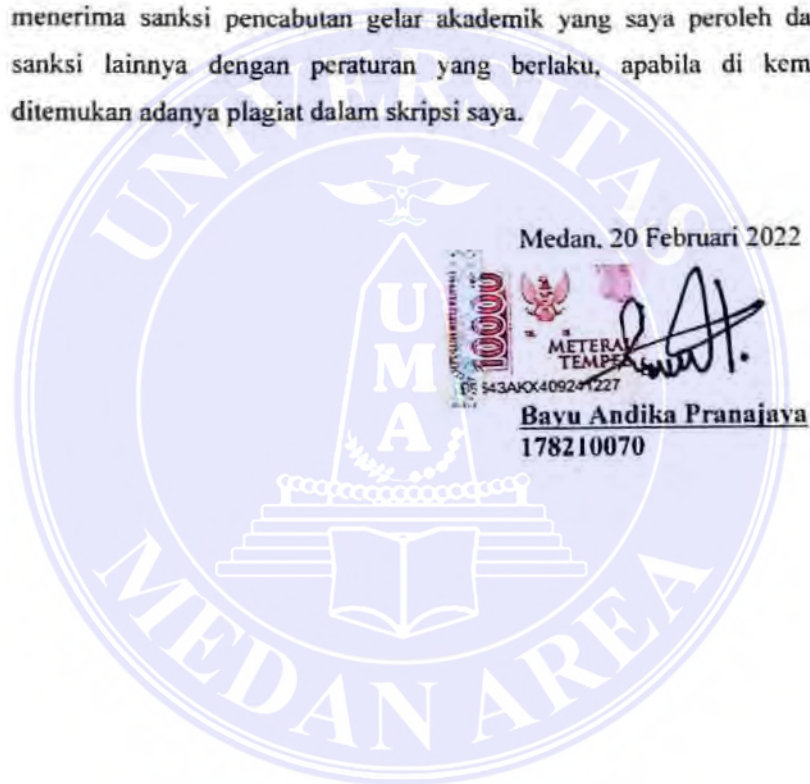 menerima sanksi pencabutan gelar akademik yang saya peroleh da
sanksi lainnya dengan peraturan yang berlaku, apabila di kem
ditemukan adanya plagiat dalam skripsi saya.
UNIVERSITAS
UMA
MEDAN AREA
Medan, 20 Februari 2022
10000
METERAI
TEMPEL
643AKX409241227
Bayu Andika Pranajaya
178210070